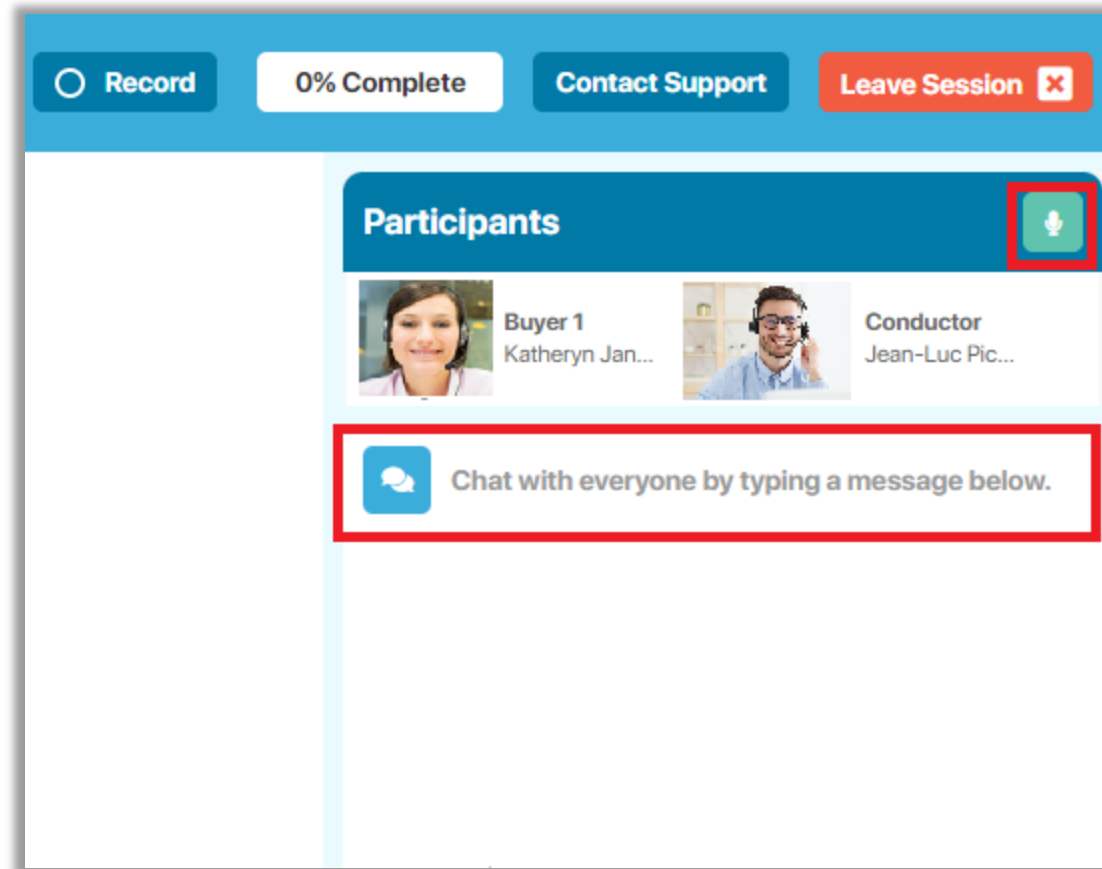 Record
0% Complete
Contact Support
Leave Session
Participants
Buyer 1
Katheryn Jan...
Conductor
Jean-Luc Pic...
Chat with everyone by typing a message below.